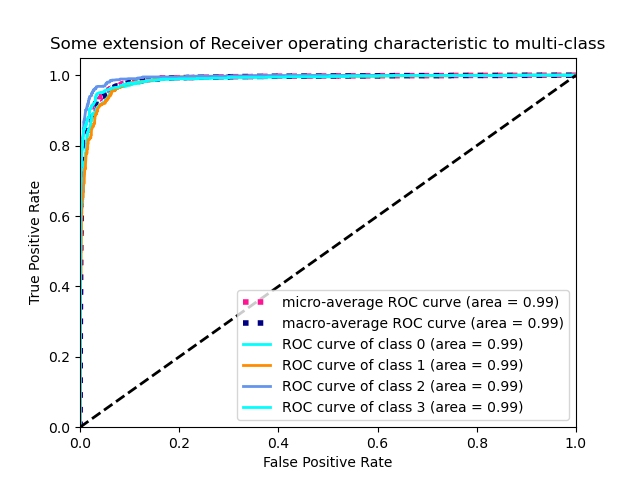 Some extension of Receiver operating characteristic to multi-class
1.0
0.8
0.6
0.4
0.2
0.0
True Positive Rate
micro-average ROC curve (area = 0.99)
macro-average ROC curve (area = 0.99)
ROC curve of class 0 (area = 0.99)
ROC curve of class 1 (area = 0.99)
ROC curve of class 2 (area = 0.99)
ROC curve of class 3 (area = 0.99)
0.0 0.2 0.4 0.6 0.8 1.0
False Positive Rate